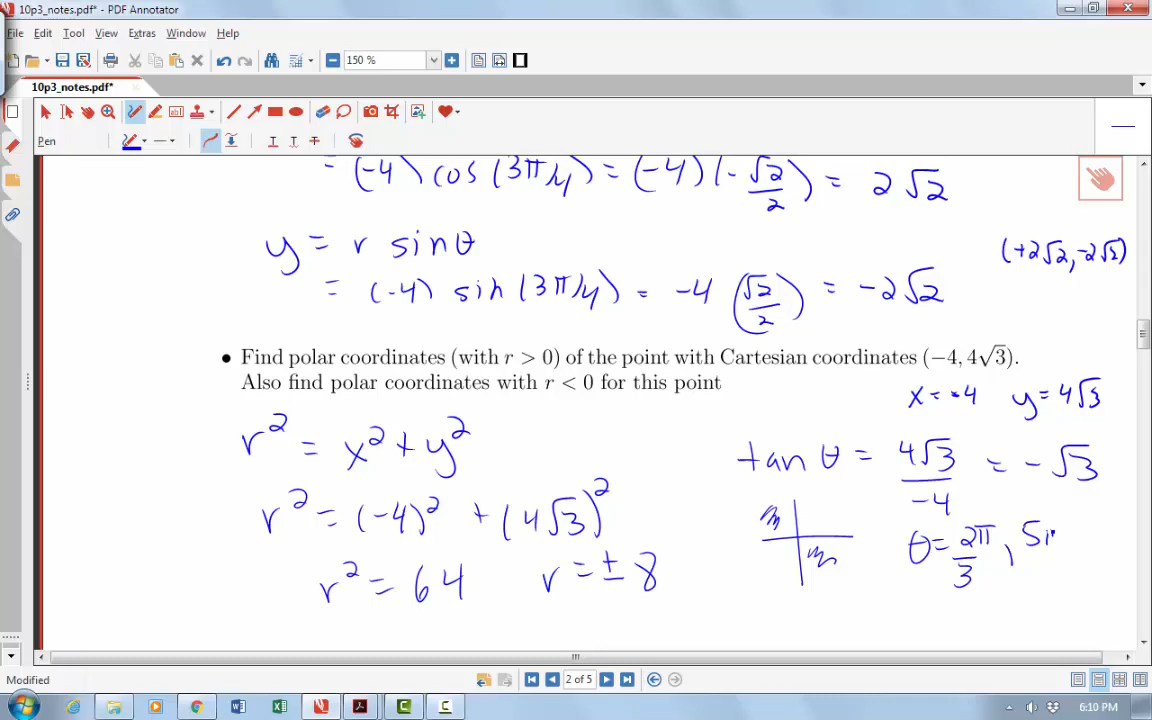 10p3_notes.pdf* - PDF Annotator
File Edit Tool View Extras Window Help
150 %
10p3_notes.pdf*
Pen
= (-4) cos (3π/4) = (-4) (-√2/2) = 2√2
y = r sinθ
(+2√2, -2√2)
= (-4) sin (3π/4) = -4 (√2/2) = -2√2
• Find polar coordinates (with r > 0) of the point with Cartesian coordinates (−4, 4√3).
Also find polar coordinates with r < 0 for this point
x = -4 y = 4√3
r² = x² + y²
tan θ = 4√3/-4 = -√3
r² = (-4)² + (4√3)²
θ = 2π/3 , 5
r² = 64 r = ± 8
2 of 5
Modified
6:10 PM